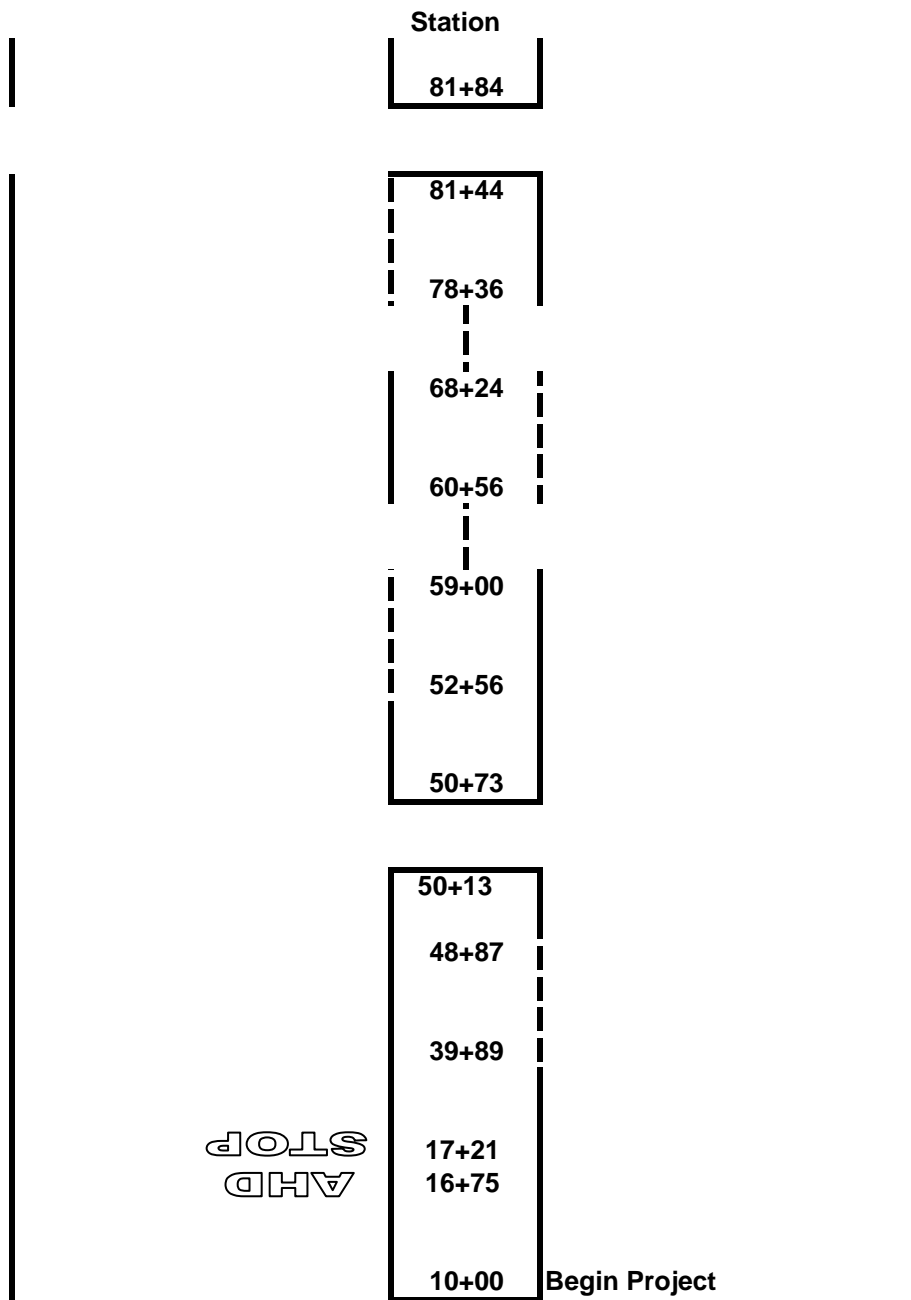 Station
81+84
81+44
78+36
68+24
60+56
59+00
52+56
50+73
50+13
48+87
39+89
STOP 17+21
AHD 16+75
10+00 Begin Project